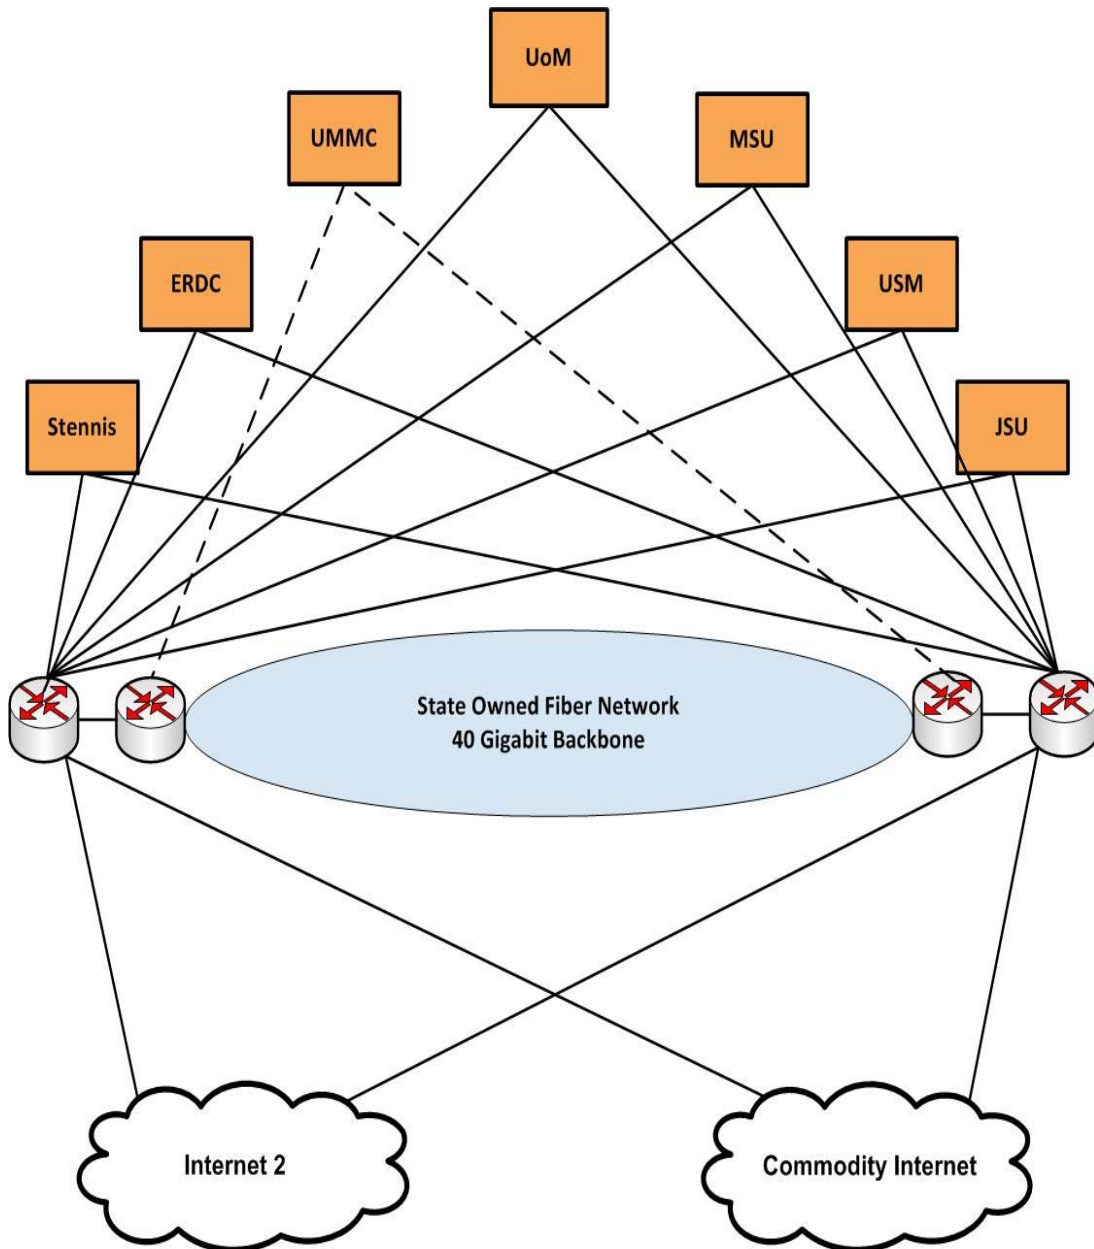 UoM
UMMC
MSU
ERDC
USM
Stennis
JSU
State Owned Fiber Network
40 Gigabit Backbone
Internet 2
Commodity Internet